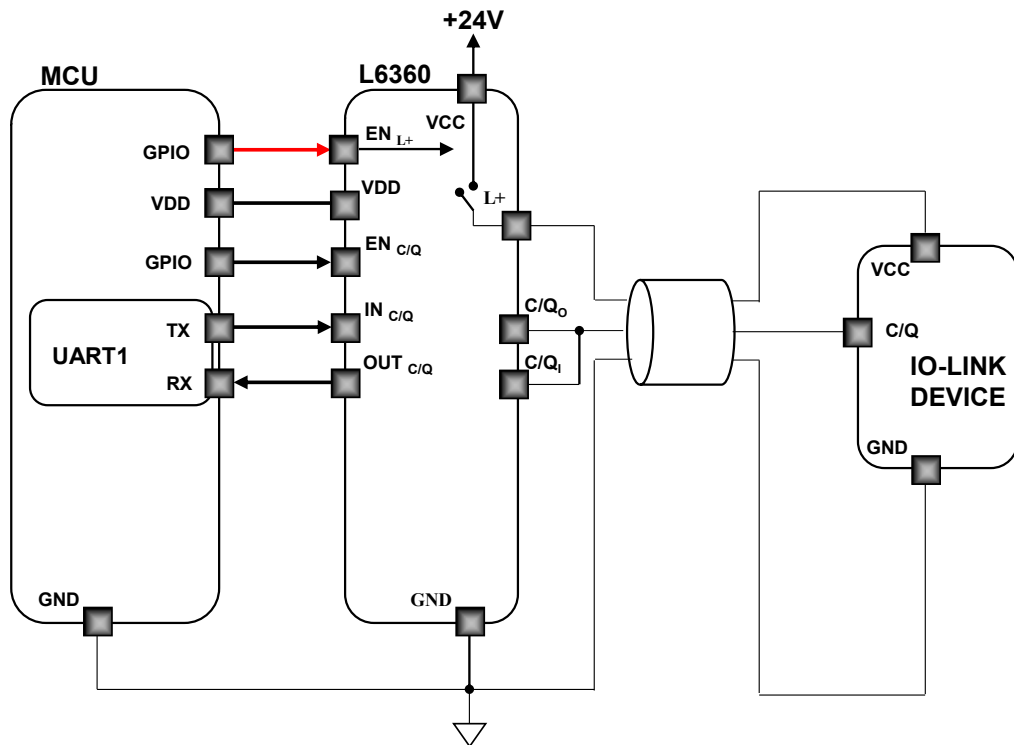 +24V
MCU
L6360
VCC
GPIO
EN L+
VDD
VDD
L+
GPIO
EN C/Q
VCC
TX
IN C/Q
C/QO
C/Q
UART1
RX
OUT C/Q
C/QI
IO-LINK
DEVICE
GND
GND
GND